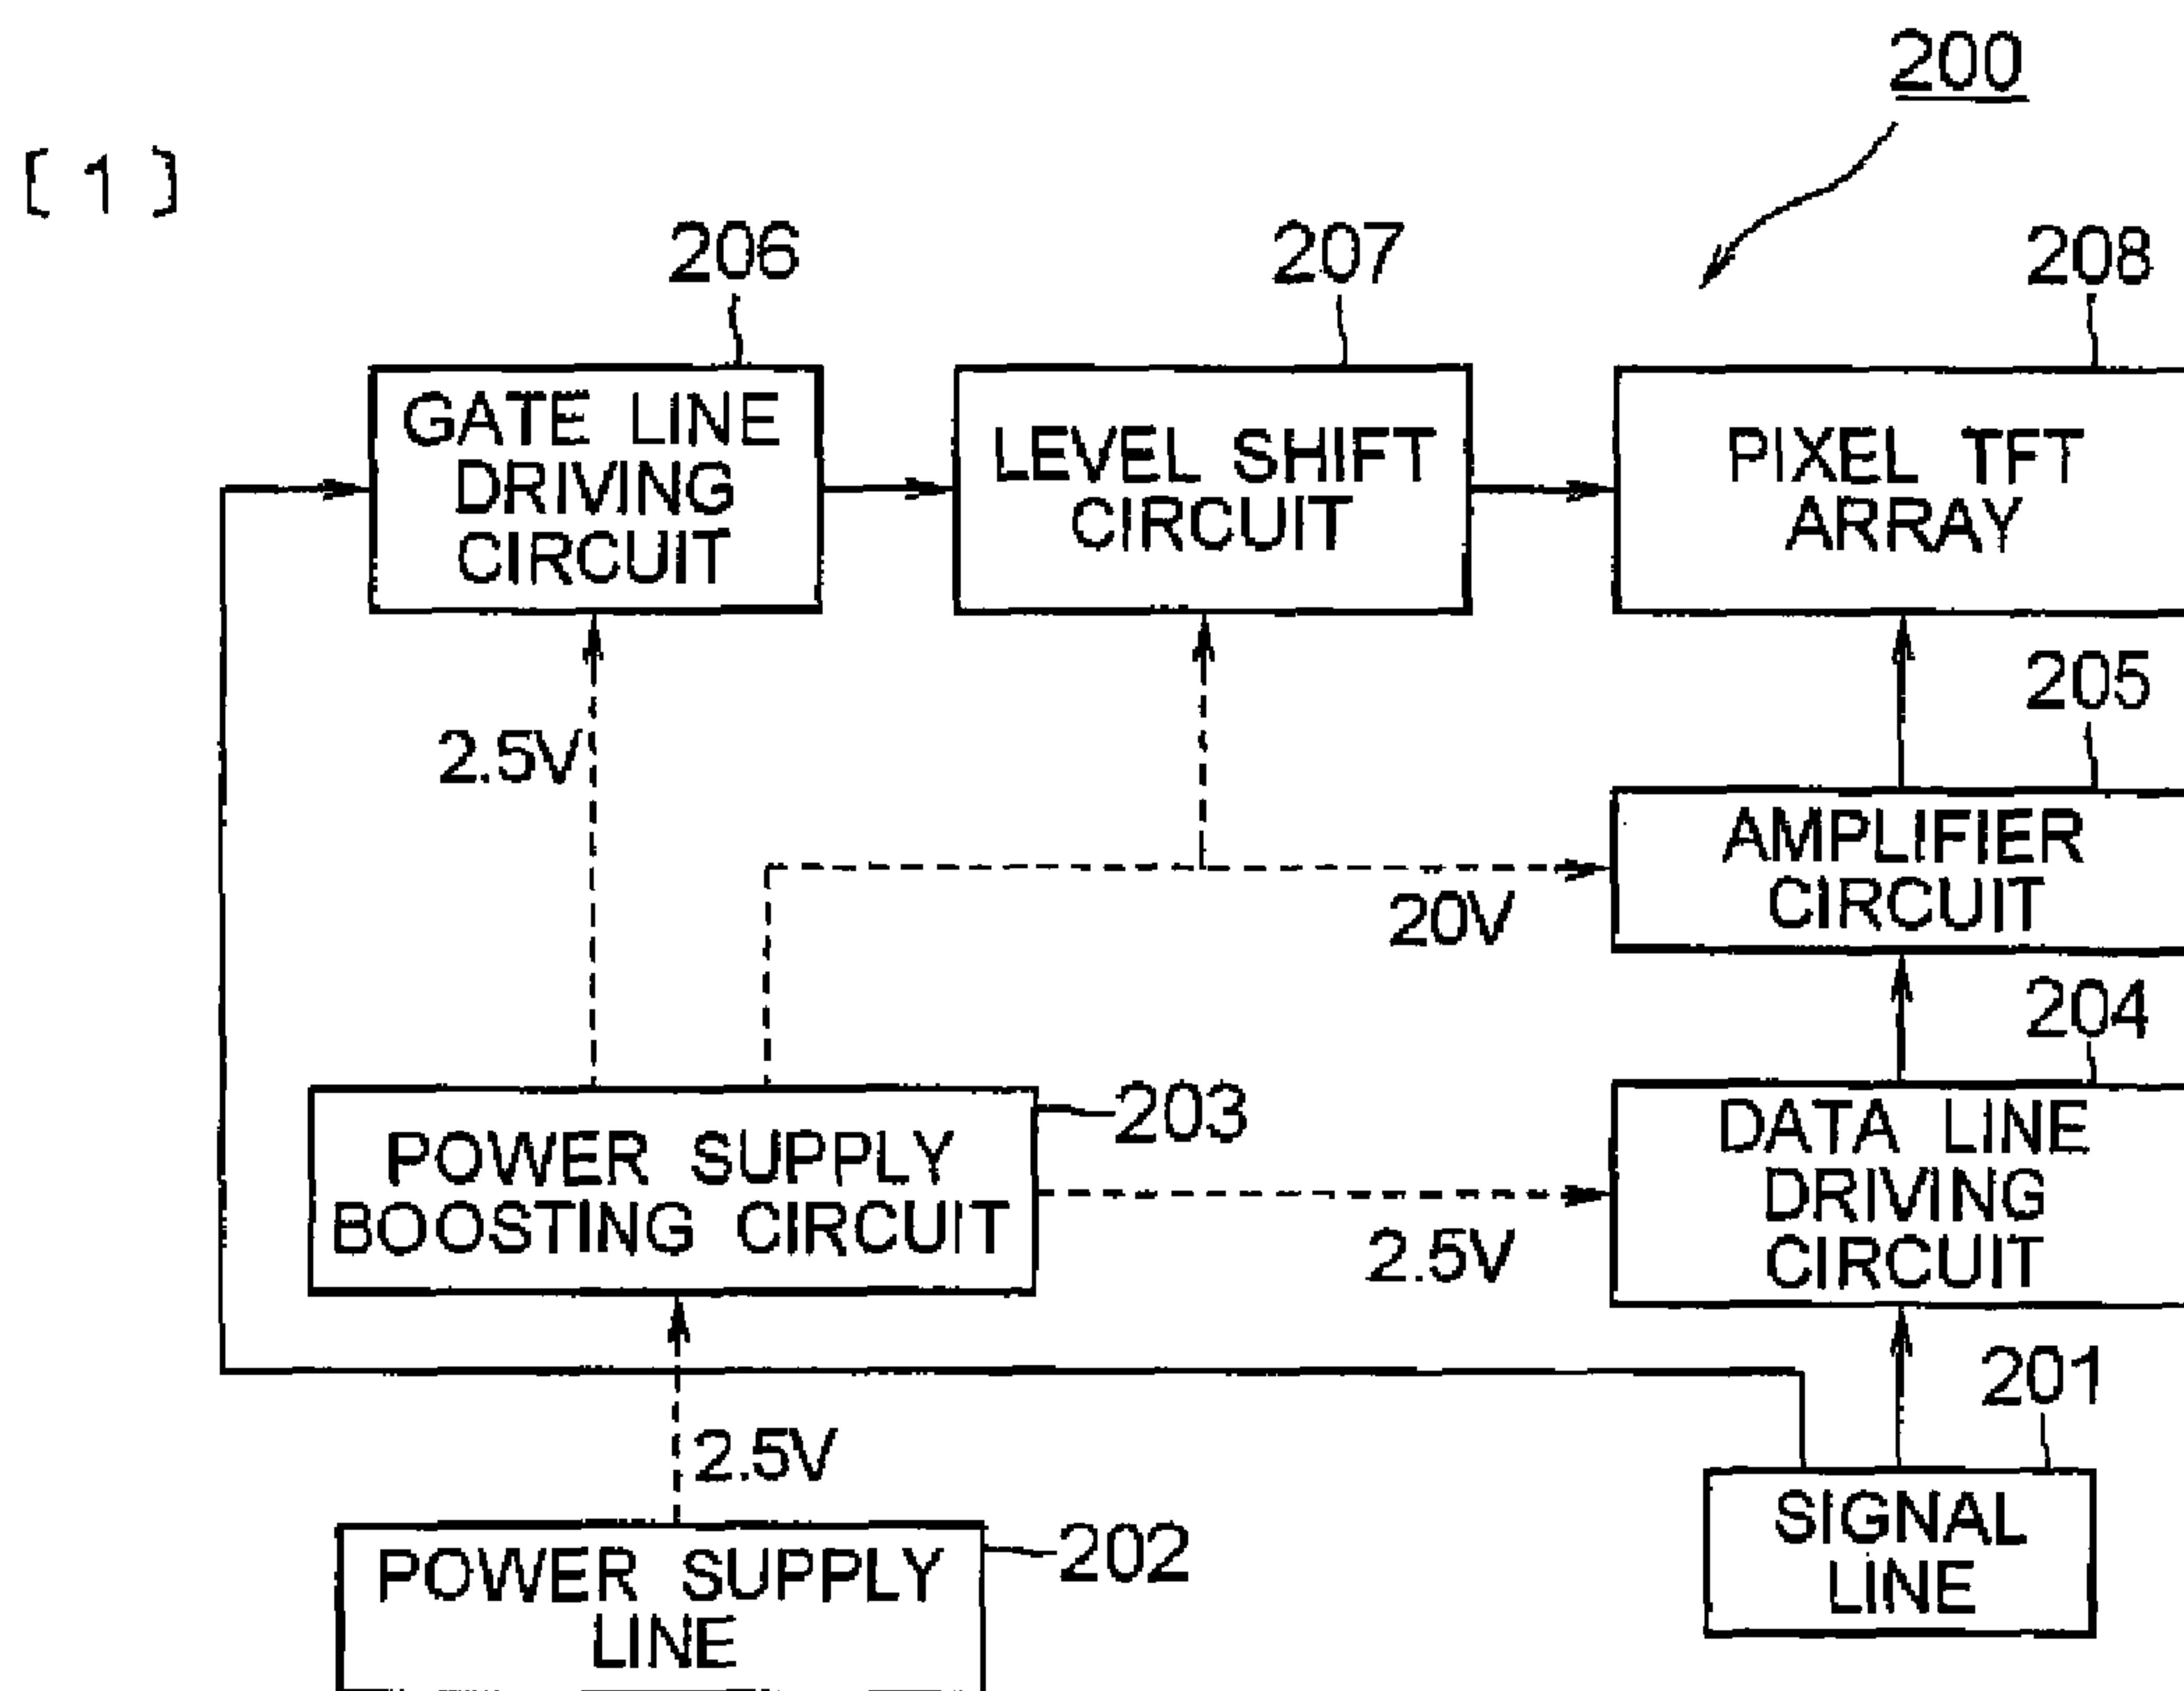 200
[ 1 ]
206
207
208
GATE LINE
DRIVING
CIRCUIT
LEVEL SHIFT
CIRCUIT
PIXEL TFT
ARRAY
205
2.5V
AMPLIFIER
CIRCUIT
20V
204
203
POWER SUPPLY
BOOSTING CIRCUIT
DATA LINE
DRIVING
CIRCUIT
2.5V
201
2.5V
SIGNAL
LINE
202
POWER SUPPLY
LINE